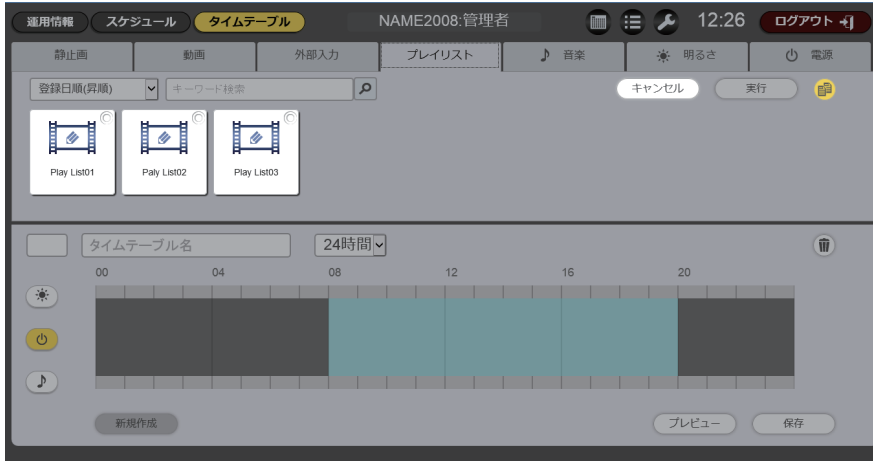 運用情報 スケジュール タイムテーブル NAME2008:管理者 12:26 ログアウト
静止画 動画 外部入力 プレイリスト 音楽 明るさ 電源
登録日順(昇順) キーワード検索 キャンセル 実行
Play List01 Paly List02 Play List03
タイムテーブル名 24時間
00 04 08 12 16 20
新規作成 プレビュー 保存